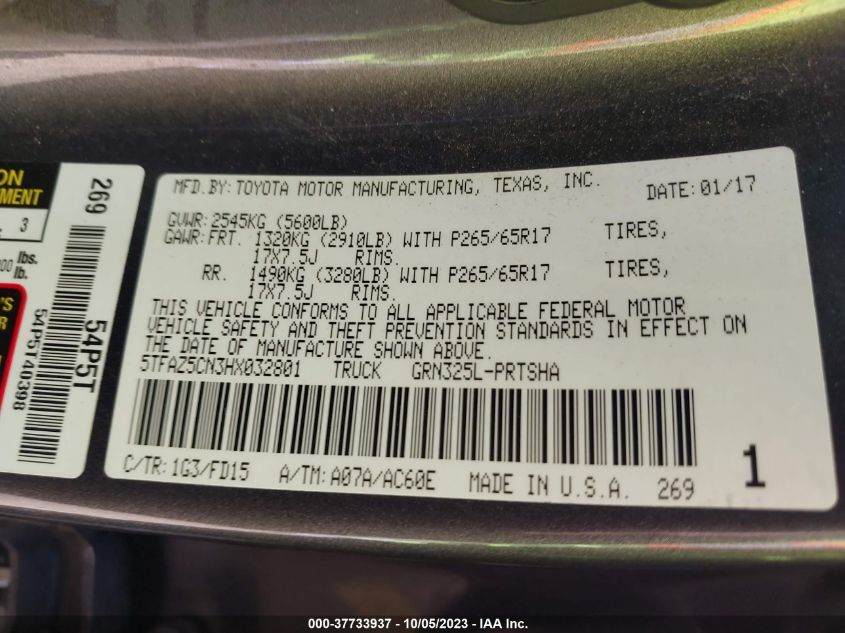 ON
MENT
3
lbs.
lb.
'S
R
269
54P5T
54P5T40398
MFD.BY:TOYOTA MOTOR MANUFACTURING, TEXAS, INC. DATE:01/17
GVWR:2545KG (5600LB)
GAWR:FRT. 1320KG (2910LB) WITH P265/65R17 TIRES,
17X7.5J RIMS.
RR. 1490KG (3280LB) WITH P265/65R17 TIRES,
17X7.5J RIMS.
THIS VEHICLE CONFORMS TO ALL APPLICABLE FEDERAL MOTOR
VEHICLE SAFETY AND THEFT PREVENTION STANDARDS IN EFFECT ON
THE DATE OF MANUFACTURE SHOWN ABOVE.
5TFAZ5CN3HX032801 TRUCK GRN325L-PRTSHA
C/TR:1G3/FD15 A/TM:A07A/AC60E MADE IN U.S.A. 269
1
000-37733937 - 10/05/2023 - IAA Inc.